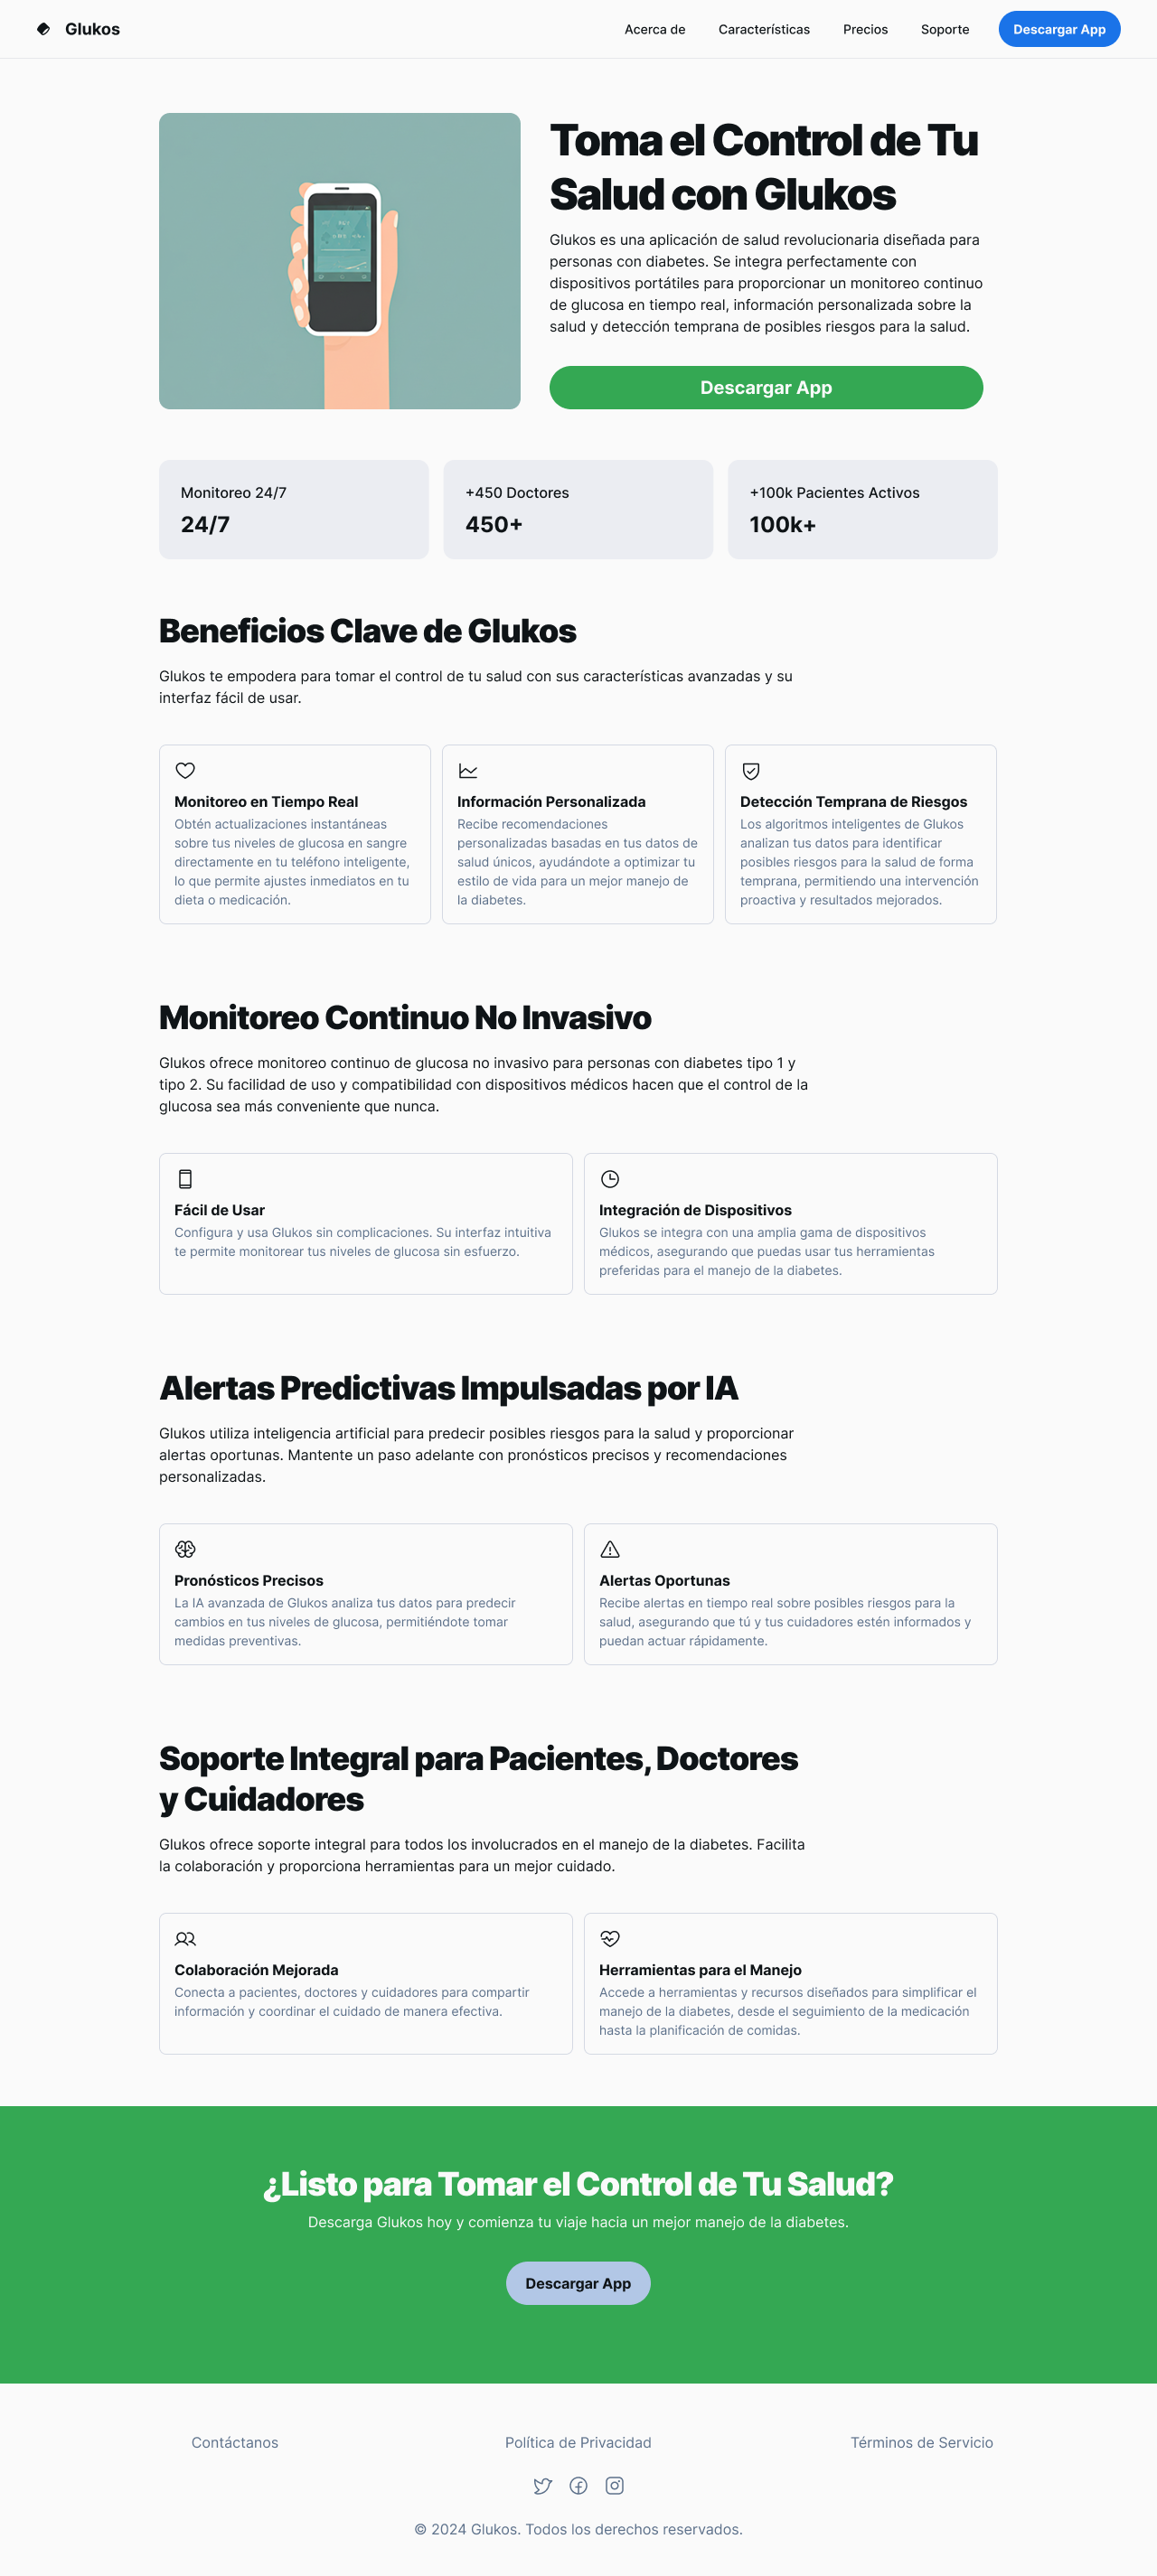 Glukos
Acerca de
Características
Precios
Soporte
Descargar App
Toma el Control de Tu
Salud con Glukos
Glukos es una aplicación de salud revolucionaria diseñada para
personas con diabetes. Se integra perfectamente con
dispositivos portátiles para proporcionar un monitoreo continuo
de glucosa en tiempo real, información personalizada sobre la
salud y detección temprana de posibles riesgos para la salud.
Descargar App
Monitoreo 24/7
24/7
+450 Doctores
450+
+100k Pacientes Activos
100k+
Beneficios Clave de Glukos
Glukos te empodera para tomar el control de tu salud con sus características avanzadas y su
interfaz fácil de usar.
Monitoreo en Tiempo Real
Obtén actualizaciones instantáneas
sobre tus niveles de glucosa en sangre
directamente en tu teléfono inteligente,
lo que permite ajustes inmediatos en tu
dieta o medicación.
Información Personalizada
Recibe recomendaciones
personalizadas basadas en tus datos de
salud únicos, ayudándote a optimizar tu
estilo de vida para un mejor manejo de
la diabetes.
Detección Temprana de Riesgos
Los algoritmos inteligentes de Glukos
analizan tus datos para identificar
posibles riesgos para la salud de forma
temprana, permitiendo una intervención
proactiva y resultados mejorados.
Monitoreo Continuo No Invasivo
Glukos ofrece monitoreo continuo de glucosa no invasivo para personas con diabetes tipo 1 y
tipo 2. Su facilidad de uso y compatibilidad con dispositivos médicos hacen que el control de la
glucosa sea más conveniente que nunca.
Fácil de Usar
Configura y usa Glukos sin complicaciones. Su interfaz intuitiva
te permite monitorear tus niveles de glucosa sin esfuerzo.
Integración de Dispositivos
Glukos se integra con una amplia gama de dispositivos
médicos, asegurando que puedas usar tus herramientas
preferidas para el manejo de la diabetes.
Alertas Predictivas Impulsadas por IA
Glukos utiliza inteligencia artificial para predecir posibles riesgos para la salud y proporcionar
alertas oportunas. Mantente un paso adelante con pronósticos precisos y recomendaciones
personalizadas.
Pronósticos Precisos
La IA avanzada de Glukos analiza tus datos para predecir
cambios en tus niveles de glucosa, permitiéndote tomar
medidas preventivas.
Alertas Oportunas
Recibe alertas en tiempo real sobre posibles riesgos para la
salud, asegurando que tú y tus cuidadores estén informados y
puedan actuar rápidamente.
Soporte Integral para Pacientes, Doctores
y Cuidadores
Glukos ofrece soporte integral para todos los involucrados en el manejo de la diabetes. Facilita
la colaboración y proporciona herramientas para un mejor cuidado.
Colaboración Mejorada
Conecta a pacientes, doctores y cuidadores para compartir
información y coordinar el cuidado de manera efectiva.
Herramientas para el Manejo
Accede a herramientas y recursos diseñados para simplificar el
manejo de la diabetes, desde el seguimiento de la medicación
hasta la planificación de comidas.
¿Listo para Tomar el Control de Tu Salud?
Descarga Glukos hoy y comienza tu viaje hacia un mejor manejo de la diabetes.
Descargar App
Contáctanos
Política de Privacidad
Términos de Servicio
© 2024 Glukos. Todos los derechos reservados.